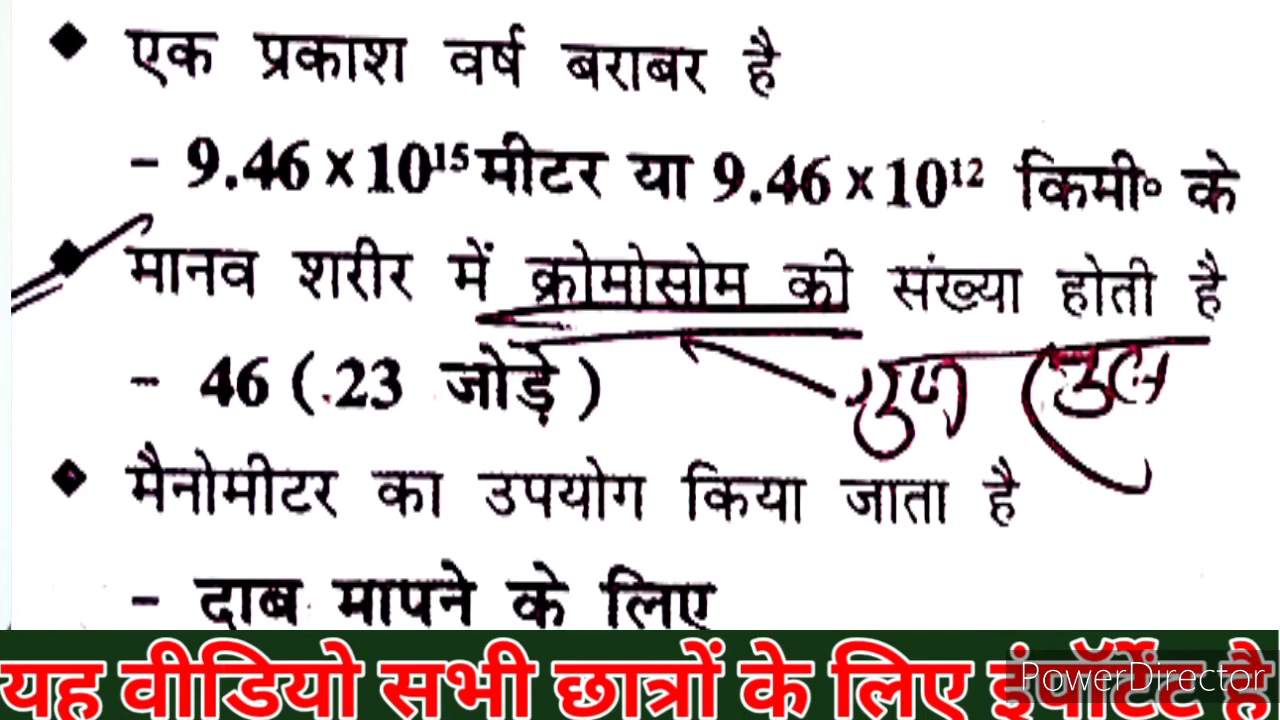 ◆ एक प्रकाश वर्ष बराबर है
- 9.46 × 10¹⁵ मीटर या 9.46 × 10¹² किमी॰ के
◆ मानव शरीर में क्रोमोसोम की संख्या होती है
- 46 (.23 जोड़े)
गुण
◆ मैनोमीटर का उपयोग किया जाता है
- दाब मापने के लिए
यह वीडियो सभी छात्रों के लिए इंपॉर्टेंट है
PowerDirector